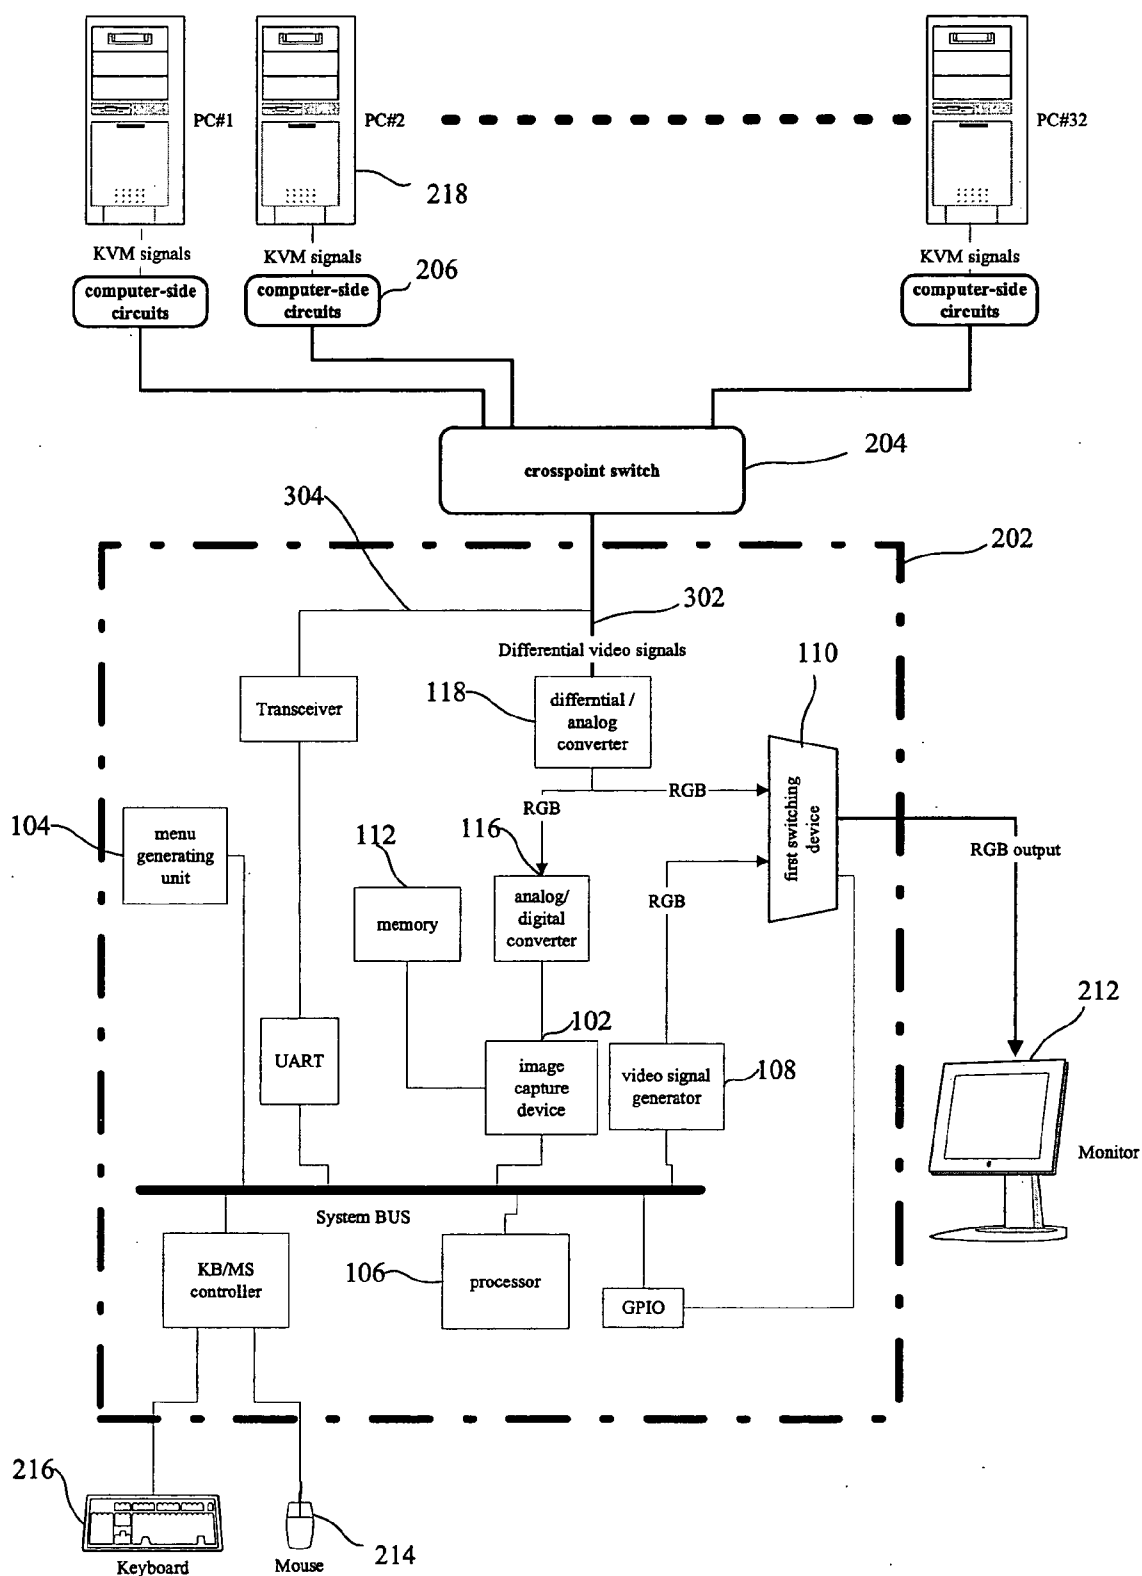 PC#1
PC#2
PC#32
218
KVM signals
KVM signals
KVM signals
206
computer-side
circuits
computer-side
circuits
computer-side
circuits
crosspoint switch
204
304
202
302
Differential video signals
110
118
differntial /
analog
converter
Transceiver
RGB
RGB
first switching
device
104
menu
generating
unit
112
116
RGB output
memory
analog/
digital
converter
RGB
212
102
UART
image
capture
device
video signal
generator
108
Monitor
System BUS
KB/MS
controller
106
processor
GPIO
216
214
Keyboard
Mouse